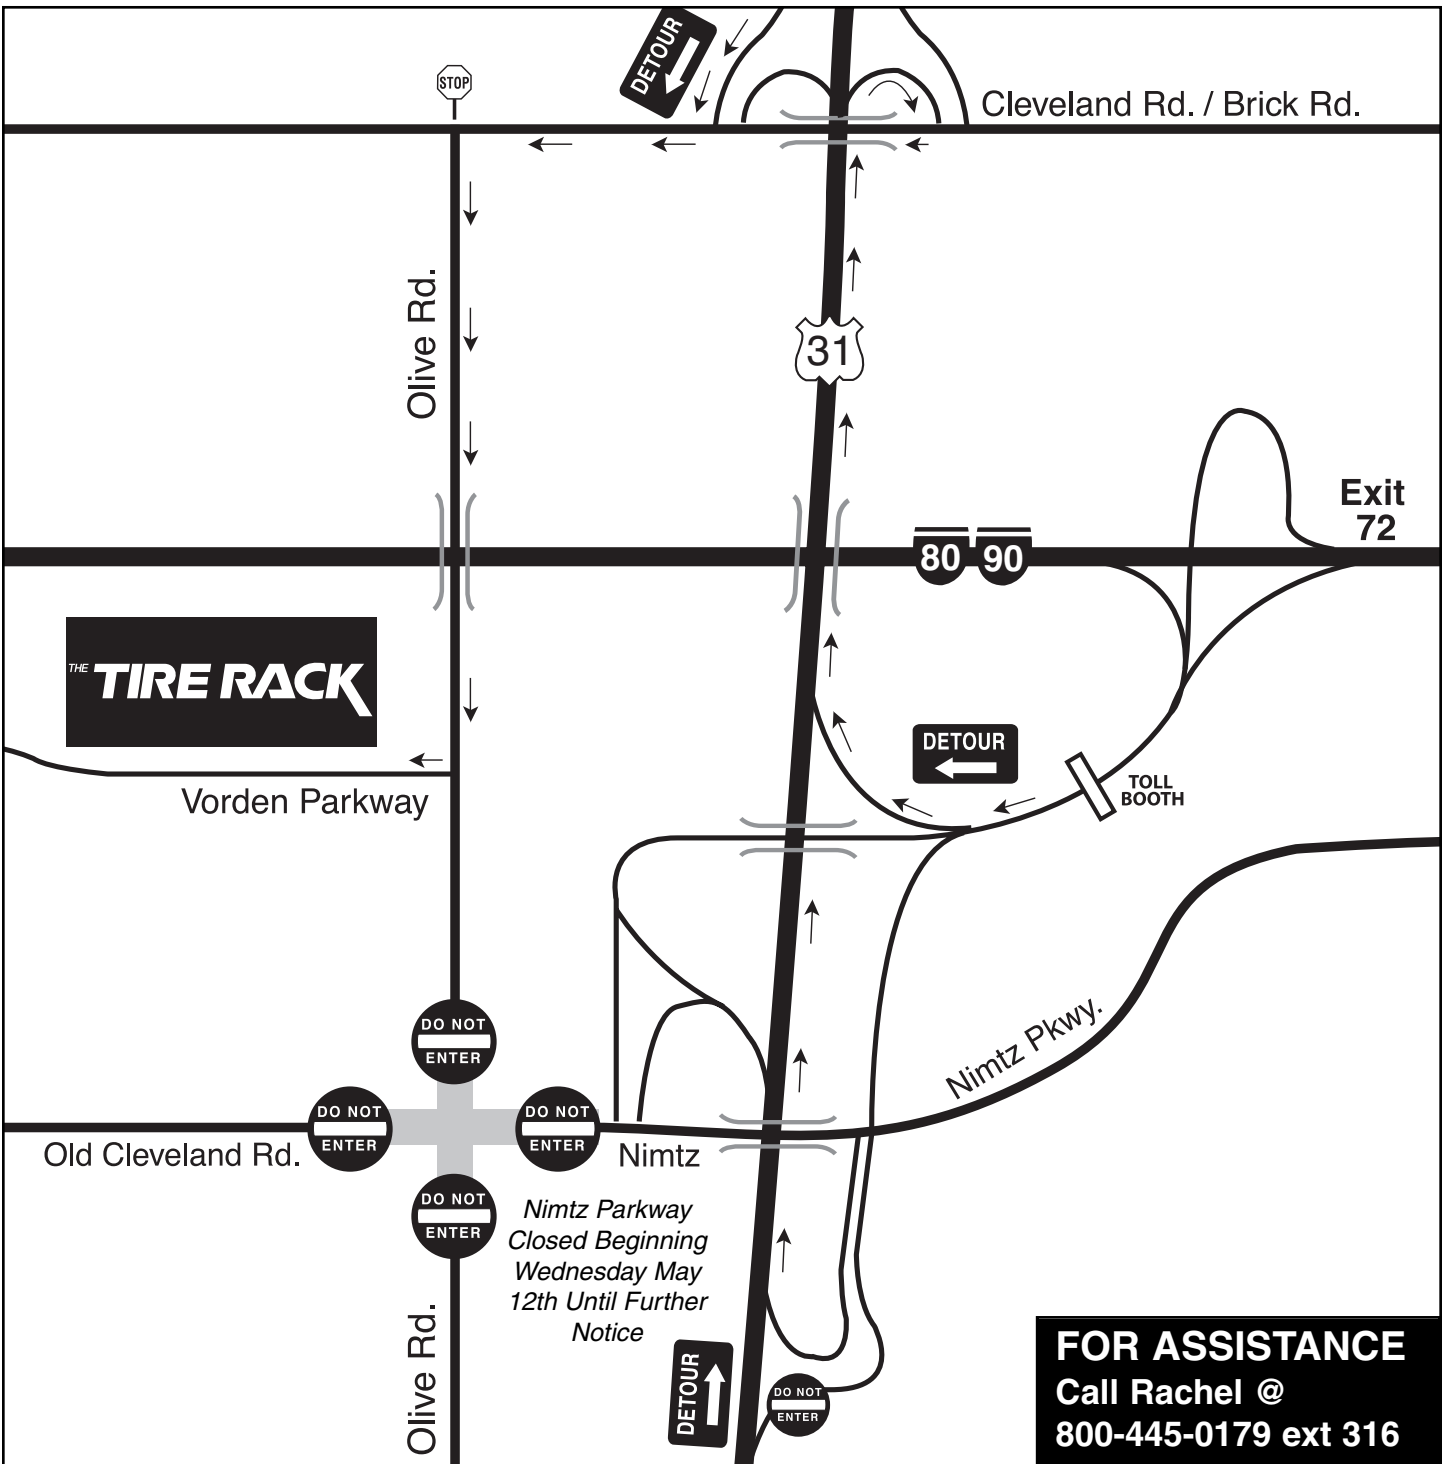 DETOUR
STOP
Cleveland Rd. / Brick Rd.
Olive Rd.
31
Exit
72
80 90
THE TIRE RACK
DETOUR
TOLL
BOOTH
Vorden Parkway
Nimtz Pkwy.
DO NOT
ENTER
DO NOT
ENTER
DO NOT
ENTER
Old Cleveland Rd.
Nimtz
DO NOT
ENTER
Nimtz Parkway
Closed Beginning
Wednesday May
12th Until Further
Notice
Olive Rd.
DETOUR
DO NOT
ENTER
FOR ASSISTANCE
Call Rachel @
800-445-0179 ext 316